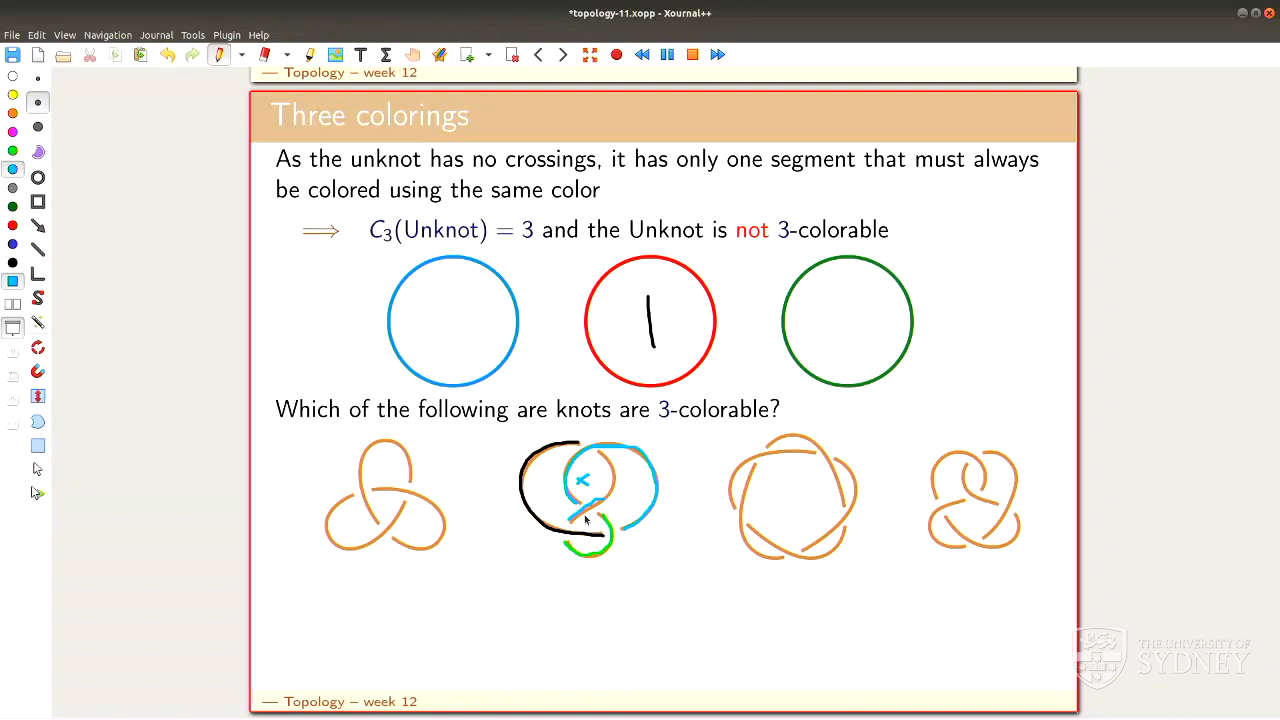 *topology-11.xopp - Xournal++
File Edit View Navigation Journal Tools Plugin Help
— Topology – week 12
Three colorings
As the unknot has no crossings, it has only one segment that must always
be colored using the same color
⟹ C₃(Unknot) = 3 and the Unknot is not 3-colorable
Which of the following are knots are 3-colorable?
THE UNIVERSITY OF
SYDNEY
— Topology – week 12